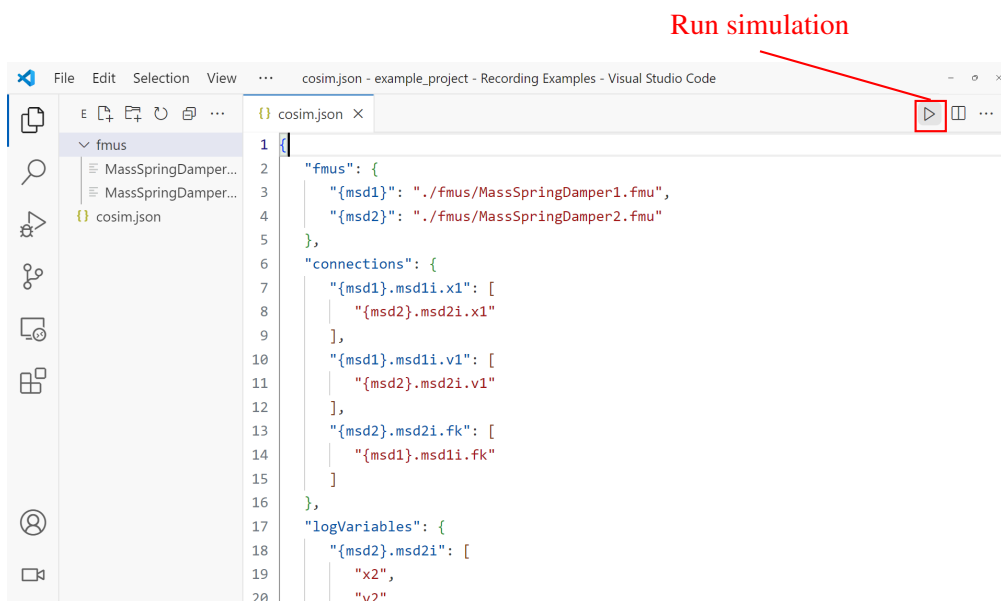 Run simulation
File Edit Selection View ··· cosim.json - example_project - Recording Examples - Visual Studio Code
E ··· {} cosim.json ×
fmus
MassSpringDamper...
MassSpringDamper...
{} cosim.json
1 {
2 "fmus": {
3 "{msd1}": "./fmus/MassSpringDamper1.fmu",
4 "{msd2}": "./fmus/MassSpringDamper2.fmu"
5 },
6 "connections": {
7 "{msd1}.msd1i.x1": [
8 "{msd2}.msd2i.x1"
9 ],
10 "{msd1}.msd1i.v1": [
11 "{msd2}.msd2i.v1"
12 ],
13 "{msd2}.msd2i.fk": [
14 "{msd1}.msd1i.fk"
15 ]
16 },
17 "logVariables": {
18 "{msd2}.msd2i": [
19 "x2",
20 "v2"